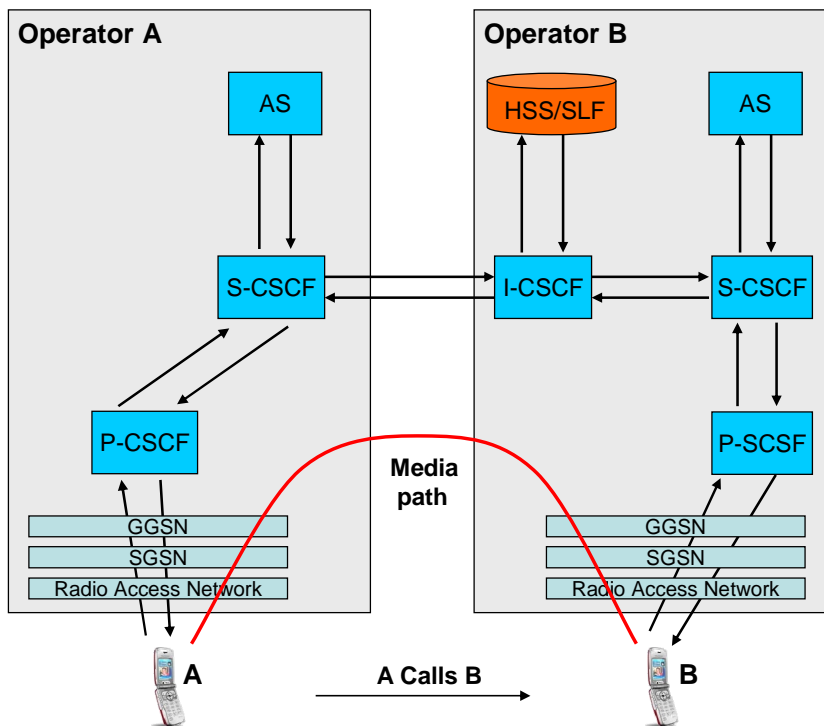 Operator A
Operator B
AS
HSS/SLF
AS
S-CSCF
I-CSCF
S-CSCF
P-CSCF
P-SCSF
Media
path
GGSN
GGSN
SGSN
SGSN
Radio Access Network
Radio Access Network
A
A Calls B
B